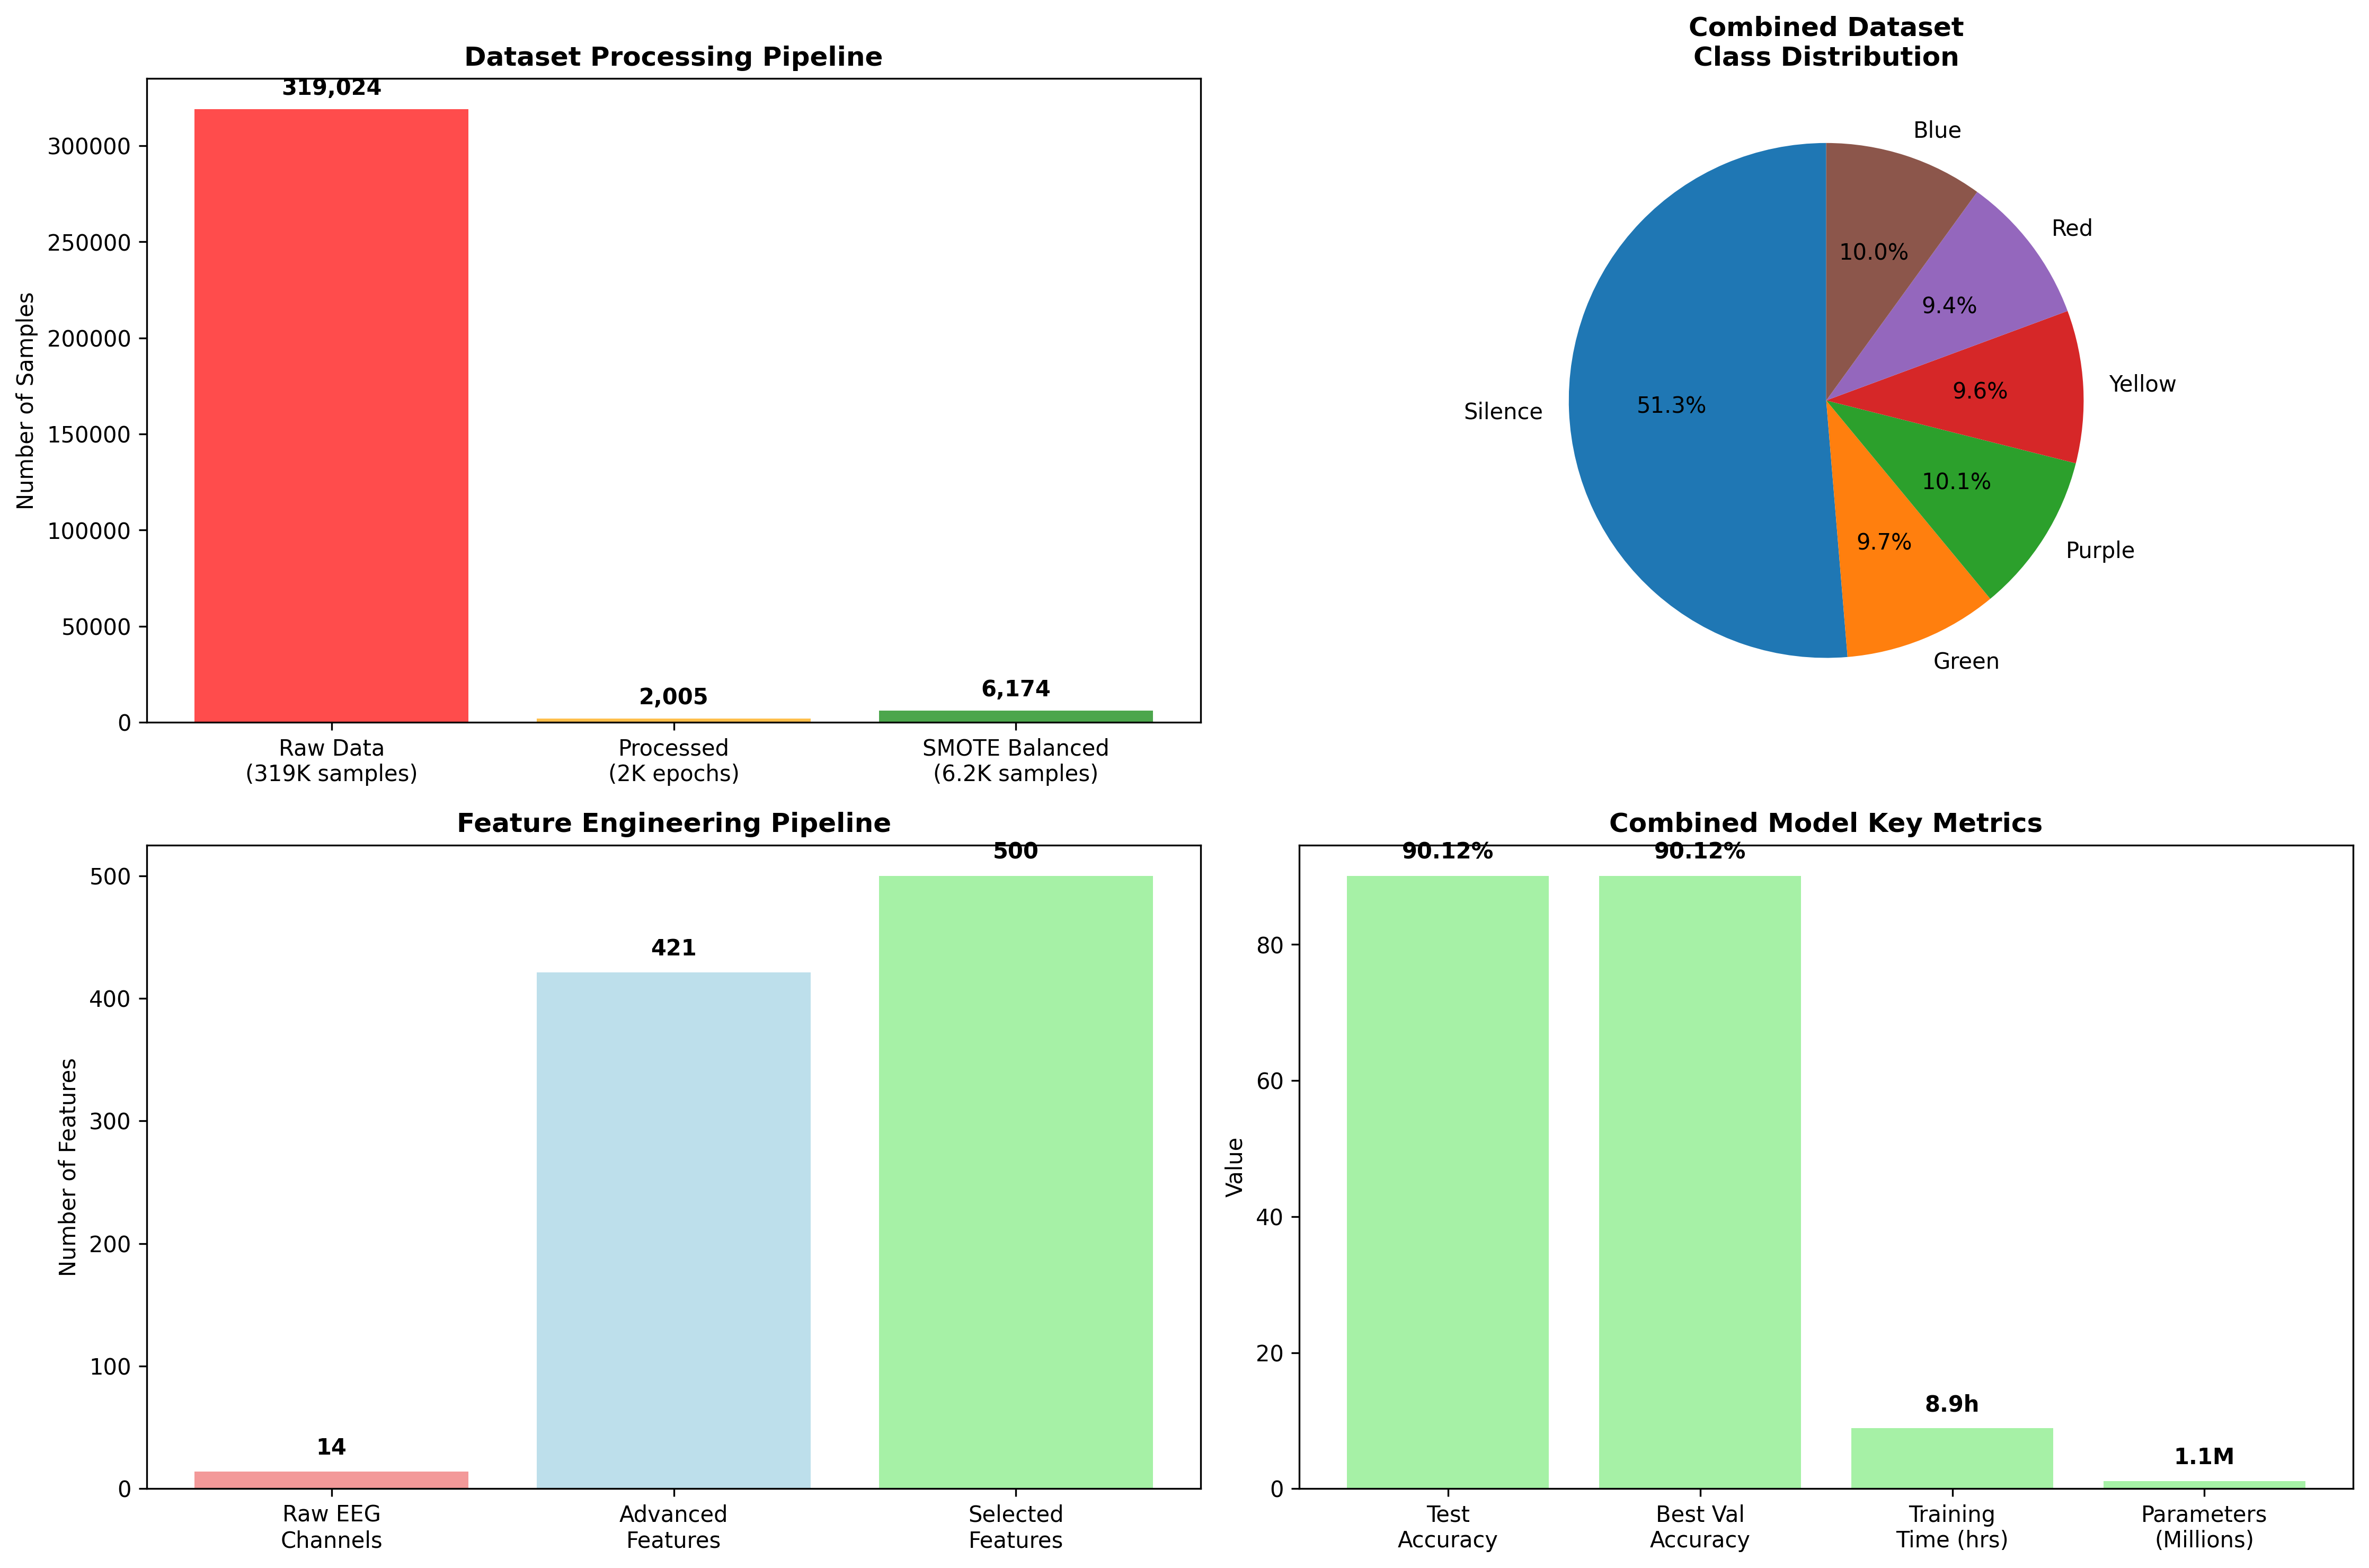 Dataset Processing Pipeline
Number of Samples
300000
250000
200000
150000
100000
50000
0
319,024
2,005
6,174
Raw Data
(319K samples)
Processed
(2K epochs)
SMOTE Balanced
(6.2K samples)
Combined Dataset
Class Distribution
Blue
Red
Yellow
Purple
Green
Silence
10.0%
9.4%
9.6%
10.1%
9.7%
51.3%
Feature Engineering Pipeline
Number of Features
500
400
300
200
100
0
14
421
500
Raw EEG
Channels
Advanced
Features
Selected
Features
Combined Model Key Metrics
Value
80
60
40
20
0
90.12%
90.12%
8.9h
1.1M
Test
Accuracy
Best Val
Accuracy
Training
Time (hrs)
Parameters
(Millions)